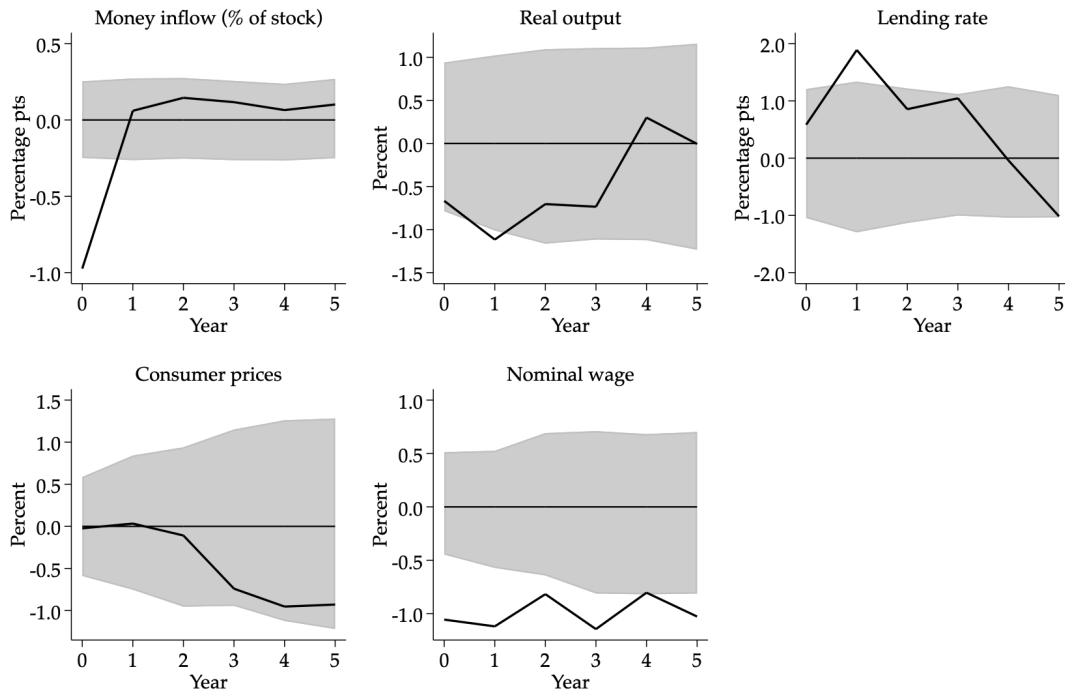 Money inflow (% of stock)
Percentage pts
0.5
0.0
-0.5
-1.0
0 1 2 3 4 5
Year
Real output
Percent
1.0
0.5
0.0
-0.5
-1.0
-1.5
0 1 2 3 4 5
Year
Lending rate
Percentage pts
2.0
1.0
0.0
-1.0
-2.0
0 1 2 3 4 5
Year
Consumer prices
Percent
1.5
1.0
0.5
0.0
-0.5
-1.0
0 1 2 3 4 5
Year
Nominal wage
Percent
1.0
0.5
0.0
-0.5
-1.0
0 1 2 3 4 5
Year